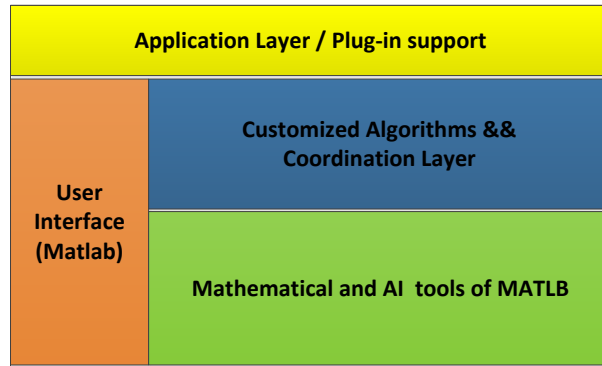 Application Layer / Plug-in support
Customized Algorithms &&
Coordination Layer
User
Interface
(Matlab)
Mathematical and AI tools of MATLB